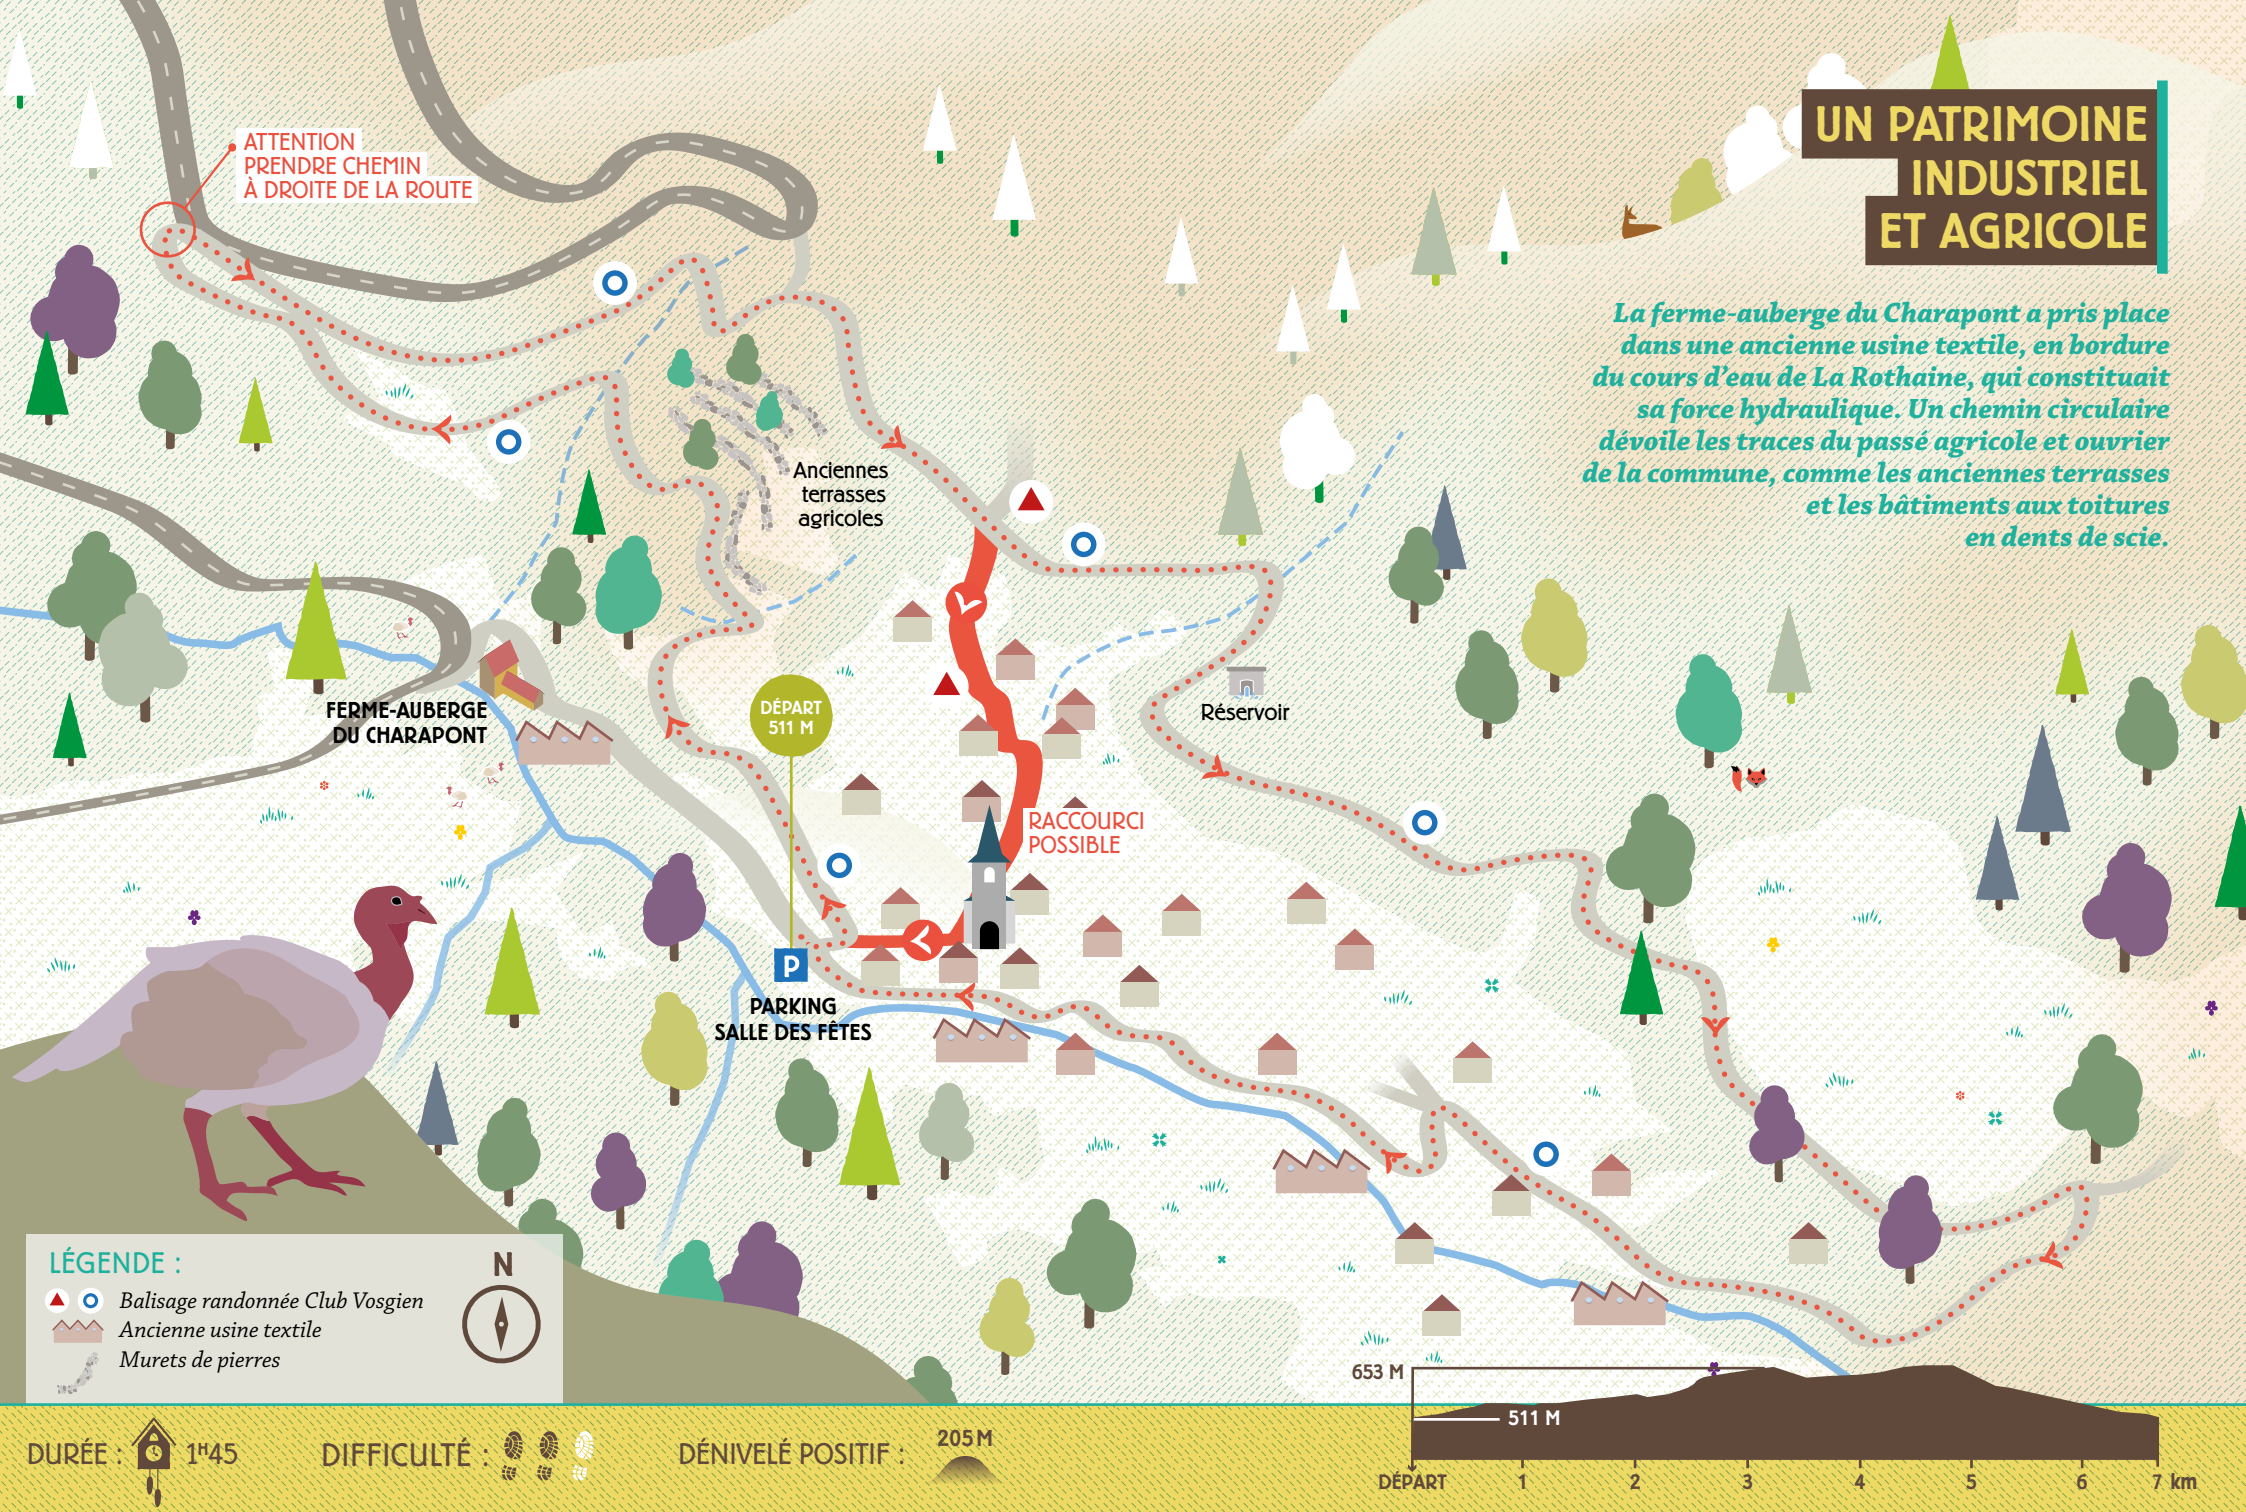 UN PATRIMOINE
INDUSTRIEL
ET AGRICOLE
La ferme-auberge du Charapont a pris place
dans une ancienne usine textile, en bordure
du cours d'eau de La Rothaine, qui constituait
sa force hydraulique. Un chemin circulaire
dévoile les traces du passé agricole et ouvrier
de la commune, comme les anciennes terrasses
et les bâtiments aux toitures
en dents de scie.
ATTENTION
PRENDRE CHEMIN
À DROITE DE LA ROUTE
Anciennes
terrasses
agricoles
FERME-AUBERGE
DU CHARAPONT
DÉPART
511 M
Réservoir
RACCOURCI
POSSIBLE
P
PARKING
SALLE DES FÊTES
LÉGENDE :
Balisage randonnée Club Vosgien
Ancienne usine textile
Murets de pierres
N
DURÉE : 1H45
DIFFICULTÉ :
DÉNIVELÉ POSITIF : 205 M
653 M
511 M
DÉPART 1 2 3 4 5 6 7 km